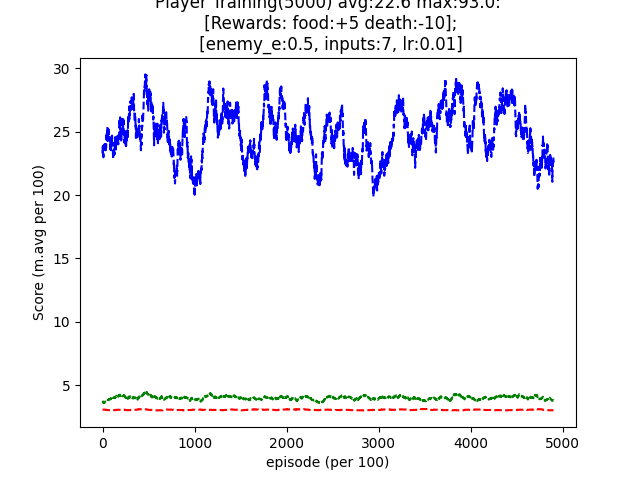 Player Training(5000) avg:22.6 max:93.0:
[Rewards: food:+5 death:-10];
[enemy_e:0.5, inputs:7, lr:0.01]
30
25
20
15
10
5
Score (m.avg per 100)
0 1000 2000 3000 4000 5000
episode (per 100)